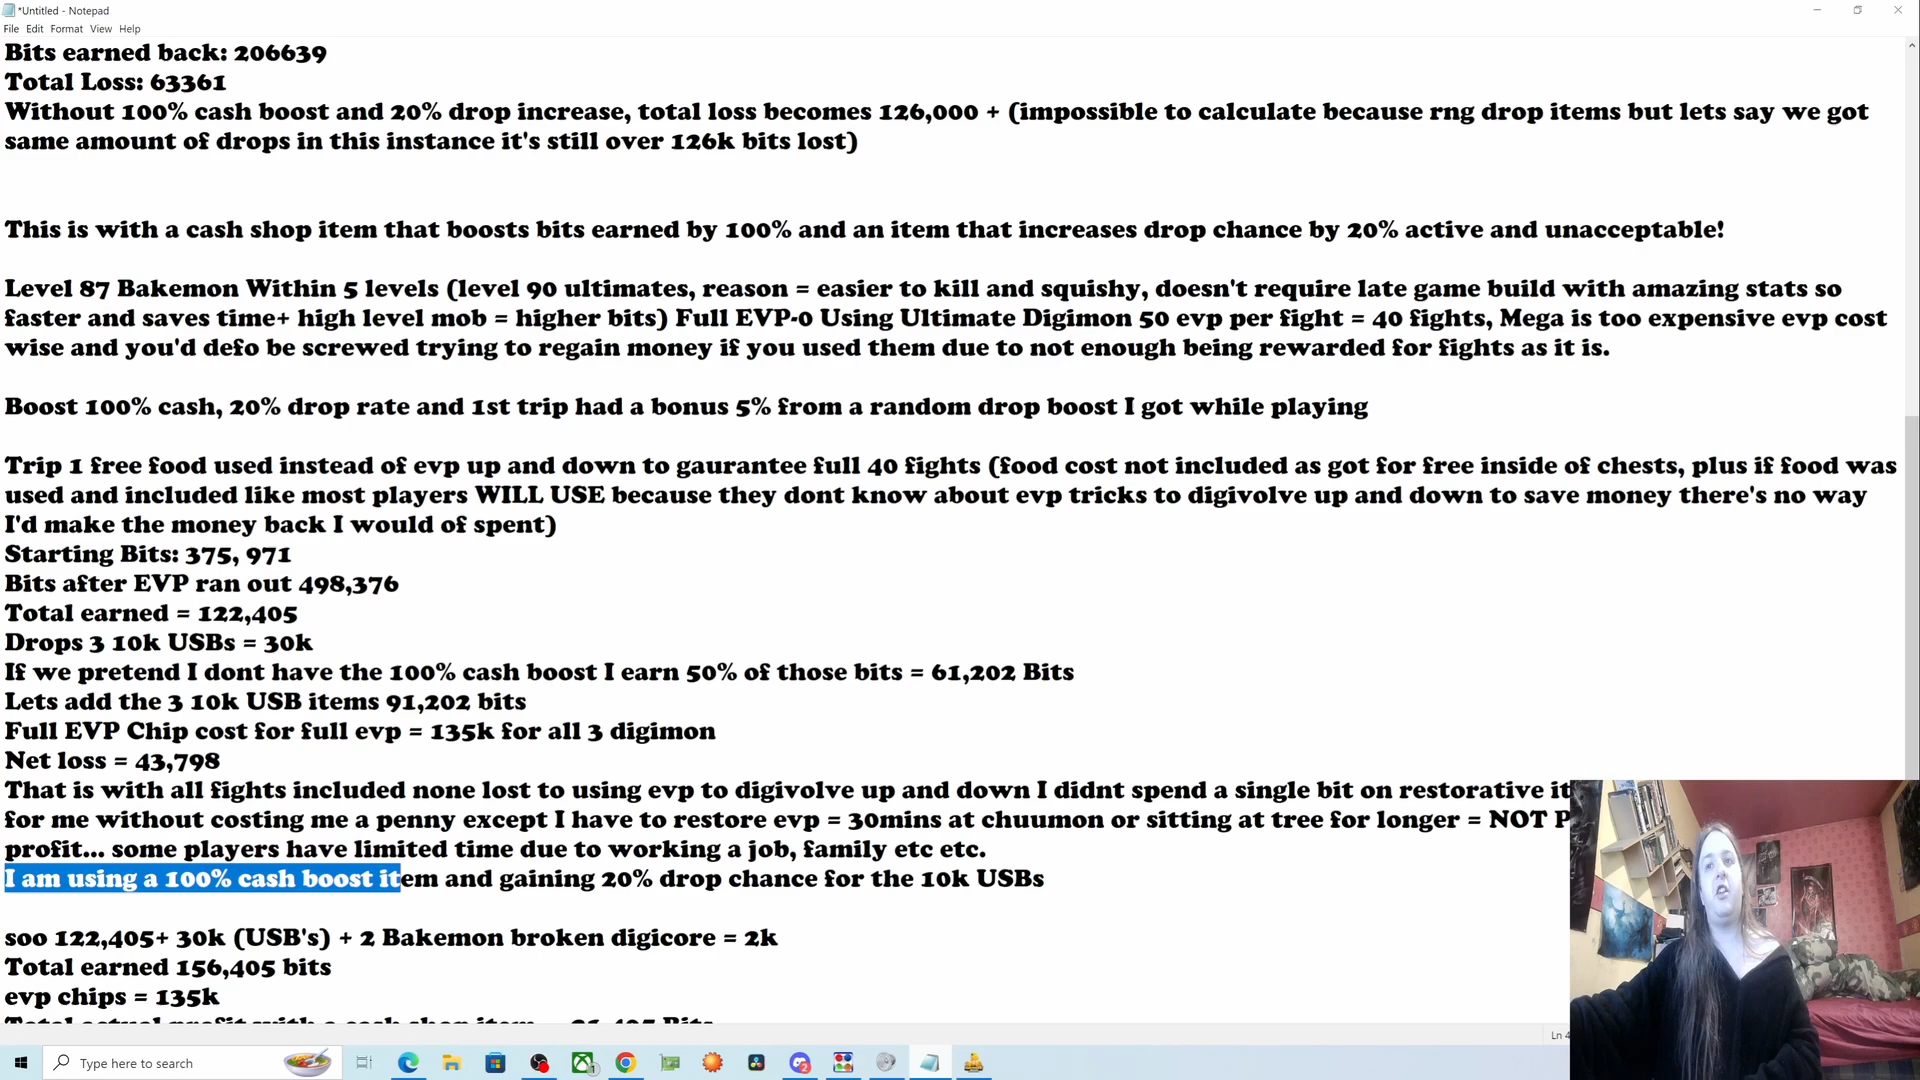 *Untitled - Notepad
File Edit Format View Help
Bits earned back: 206639
Total Loss: 63361
Without 100% cash boost and 20% drop increase, total loss becomes 126,000 + (impossible to calculate because rng drop items but lets say we got
same amount of drops in this instance it's still over 126k bits lost)
This is with a cash shop item that boosts bits earned by 100% and an item that increases drop chance by 20% active and unacceptable!
Level 87 Bakemon Within 5 levels (level 90 ultimates, reason = easier to kill and squishy, doesn't require late game build with amazing stats so
faster and saves time+ high level mob = higher bits) Full EVP-0 Using Ultimate Digimon 50 evp per fight = 40 fights, Mega is too expensive evp cost
wise and you'd defo be screwed trying to regain money if you used them due to not enough being rewarded for fights as it is.
Boost 100% cash, 20% drop rate and 1st trip had a bonus 5% from a random drop boost I got while playing
Trip 1 free food used instead of evp up and down to gaurantee full 40 fights (food cost not included as got for free inside of chests, plus if food was
used and included like most players WILL USE because they dont know about evp tricks to digivolve up and down to save money there's no way
I'd make the money back I would of spent)
Starting Bits: 375, 971
Bits after EVP ran out 498,376
Total earned = 122,405
Drops 3 10k USBs = 30k
If we pretend I dont have the 100% cash boost I earn 50% of those bits = 61,202 Bits
Lets add the 3 10k USB items 91,202 bits
Full EVP Chip cost for full evp = 135k for all 3 digimon
Net loss = 43,798
That is with all fights included none lost to using evp to digivolve up and down I didnt spend a single bit on restorative
for me without costing me a penny except I have to restore evp = 30mins at chuumon or sitting at tree for longer = NOT
profit... some players have limited time due to working a job, family etc etc.
I am using a 100% cash boost item and gaining 20% drop chance for the 10k USBs
soo 122,405+ 30k (USB's) + 2 Bakemon broken digicore = 2k
Total earned 156,405 bits
evp chips = 135k
Total actual profit with a cash shop item
Ln
Type here to search